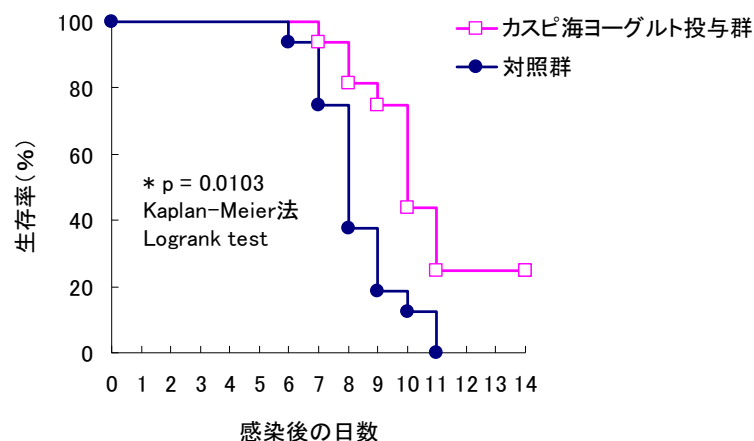 カスピ海ヨーグルト投与群
対照群
100
80
60
40
20
0
生存率(%)
* p = 0.0103
Kaplan-Meier法
Logrank test
0 1 2 3 4 5 6 7 8 9 10 11 12 13 14
感染後の日数